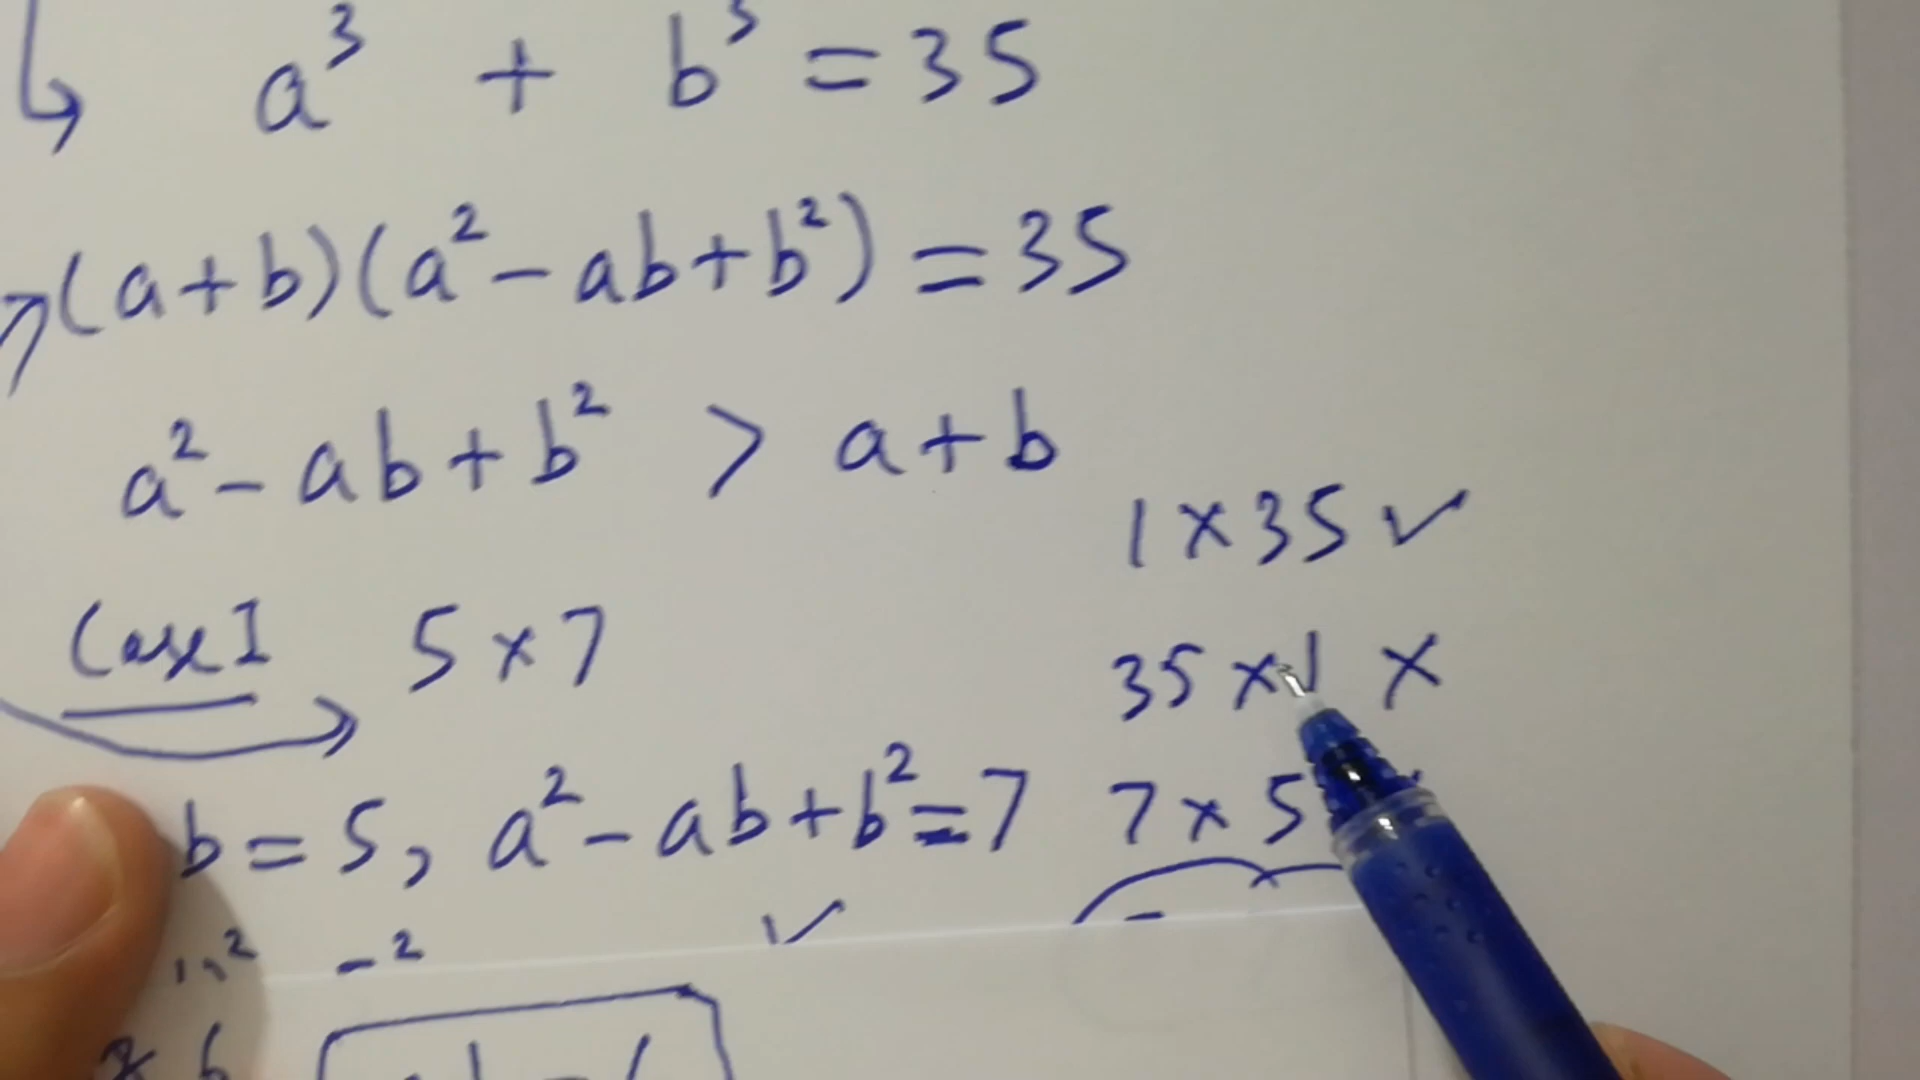 a³ + b³ = 35
(a+b)(a²-ab+b²) = 35
a²-ab+b² > a+b
1×35 ✓
Case I 5×7
35×1 ×
b=5, a²-ab+b²=7
7×5
✓